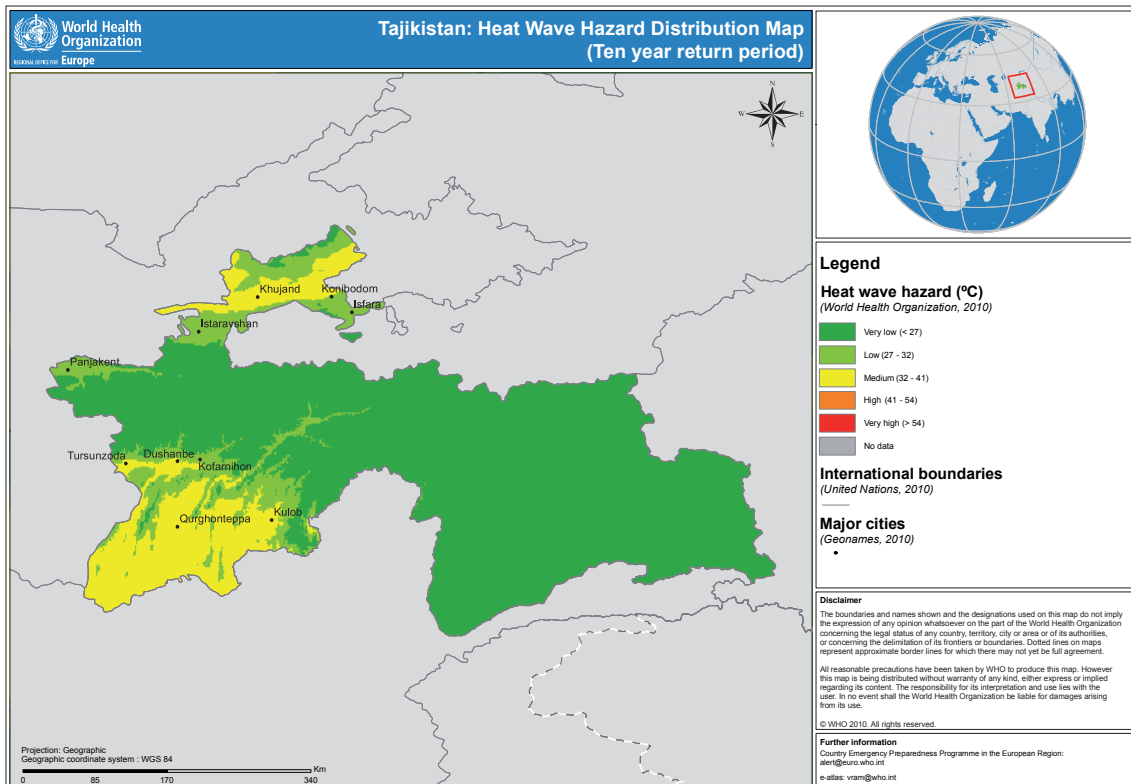 World Health
Organization
REGIONAL OFFICE FOR Europe
Tajikistan: Heat Wave Hazard Distribution Map
(Ten year return period)
N
W
E
S
Khujand
Konibodom
Isfara
Istaravshan
Panjakent
Tursunzoda
Dushanbe
Kofarnihon
Qurghonteppa
Kulob
Projection: Geographic
Geographic coordinate system : WGS 84
Km
0 85 170 340
Legend
Heat wave hazard (ºC)
(World Health Organization, 2010)
Very low (< 27)
Low (27 - 32)
Medium (32 - 41)
High (41 - 54)
Very high (> 54)
No data
International boundaries
(United Nations, 2010)
Major cities
(Geonames, 2010)
Disclaimer
The boundaries and names shown and the designations used on this map do not imply
the expression of any opinion whatsoever on the part of the World Health Organization
concerning the legal status of any country, territory, city or area or of its authorities,
or concerning the delimitation of its frontiers or boundaries. Dotted lines on maps
represent approximate border lines for which there may not yet be full agreement.
All reasonable precautions have been taken by WHO to produce this map. However
this map is being distributed without warranty of any kind, either express or implied
regarding its content. The responsibility for its interpretation and use lies with the
user. In no event shall the World Health Organization be liable for damages arising
from its use.
© WHO 2010. All rights reserved.
Further information
Country Emergency Preparedness Programme in the European Region:
alert@euro.who.int
e-atlas: vram@who.int